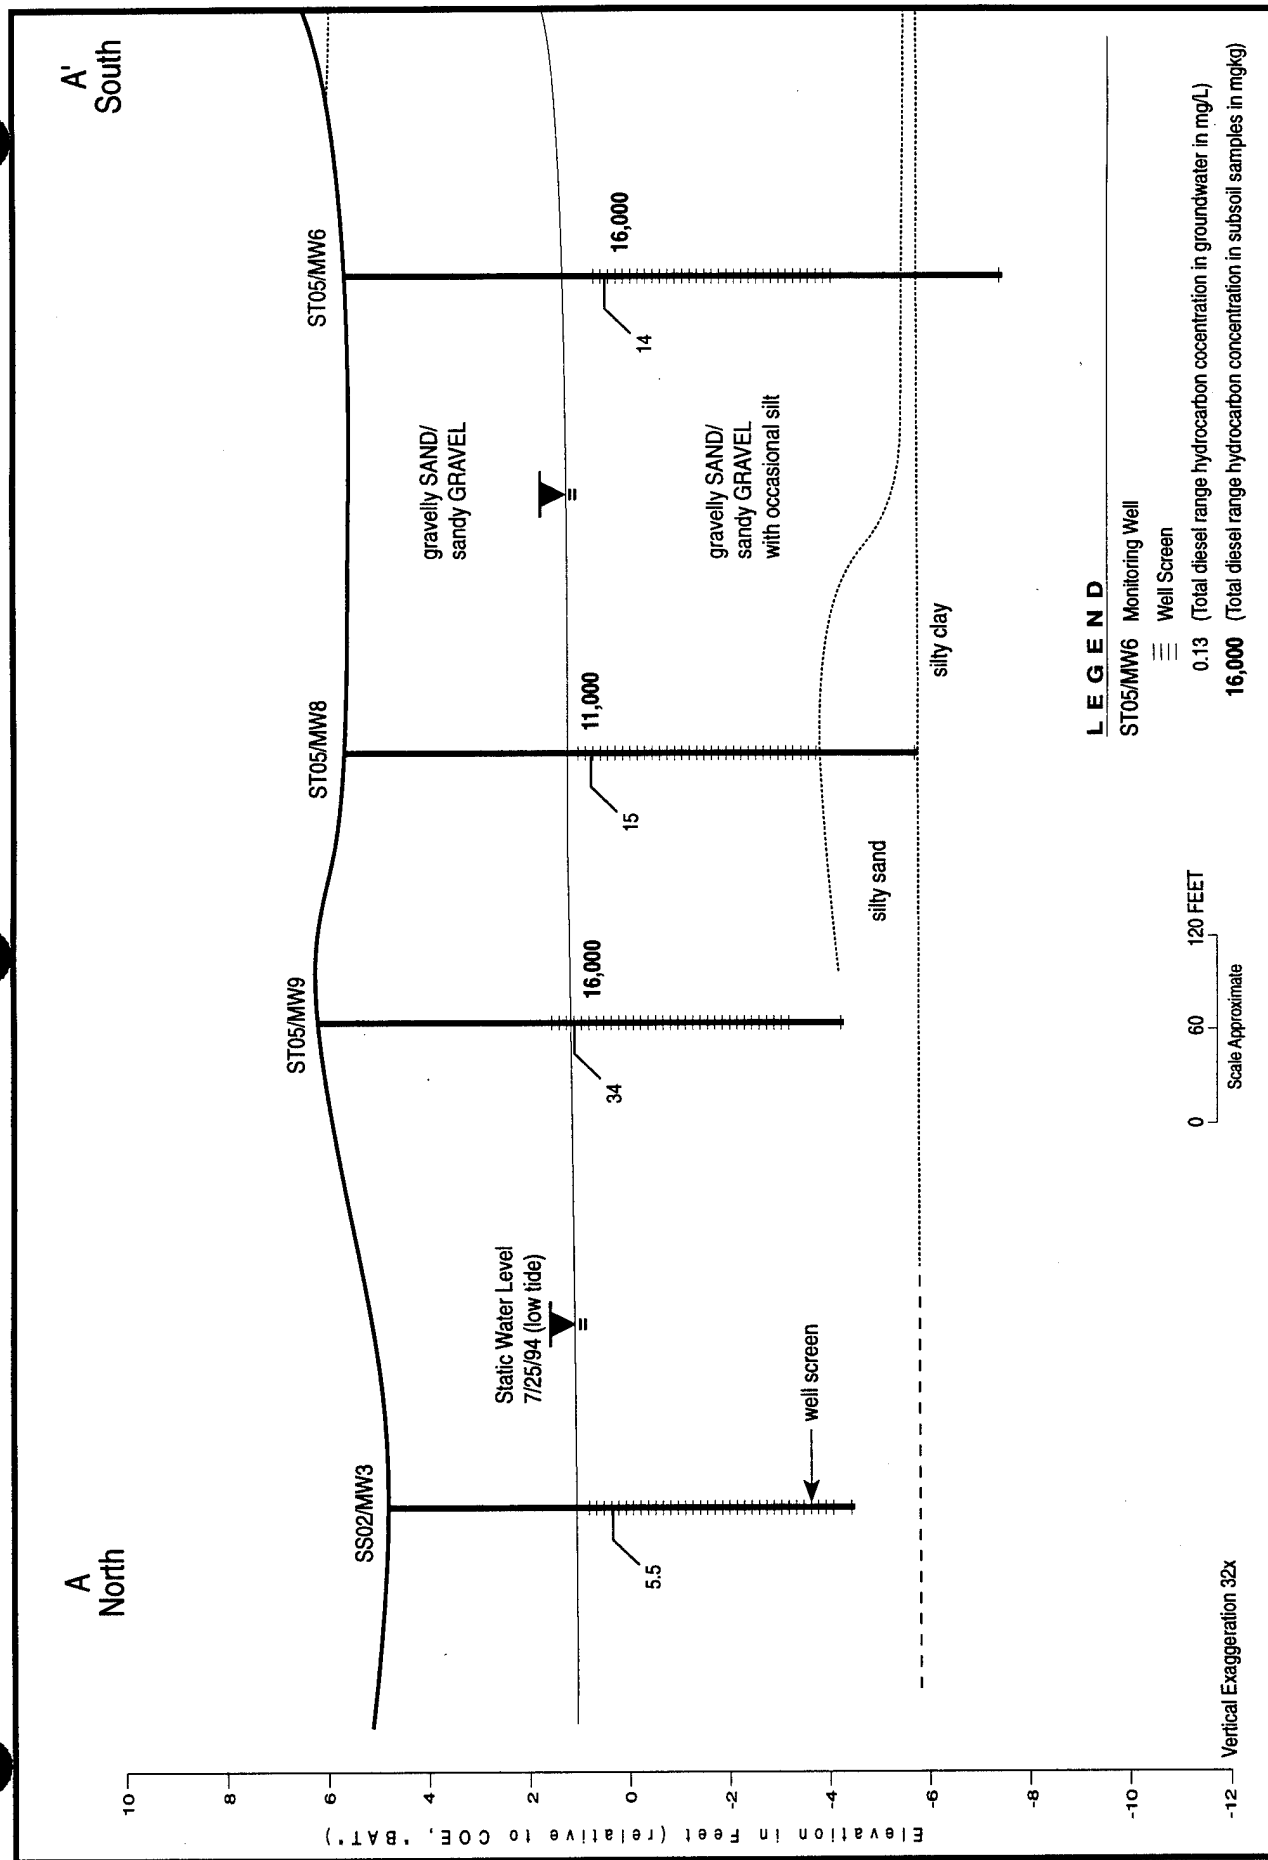 A
North
A'
South
SS02/MW3
ST05/MW9
ST05/MW8
ST05/MW6
gravelly SAND/
sandy GRAVEL
Static Water Level
7/25/94 (low tide)
16,000
11,000
16,000
5.5
34
15
14
gravelly SAND/
sandy GRAVEL
with occasional silt
well screen
silty sand
silty clay
10
8
6
4
2
0
-2
-4
-6
-8
-10
-12
Elevation in Feet (relative to COE, "BAT")
LEGEND
ST05/MW6 Monitoring Well
Well Screen
0.13 (Total diesel range hydrocarbon cocentration in groundwater in mg/L)
16,000 (Total diesel range hydrocarbon concentration in subsoil samples in mgkg)
0 60 120 FEET
Scale Approximate
Vertical Exaggeration 32x